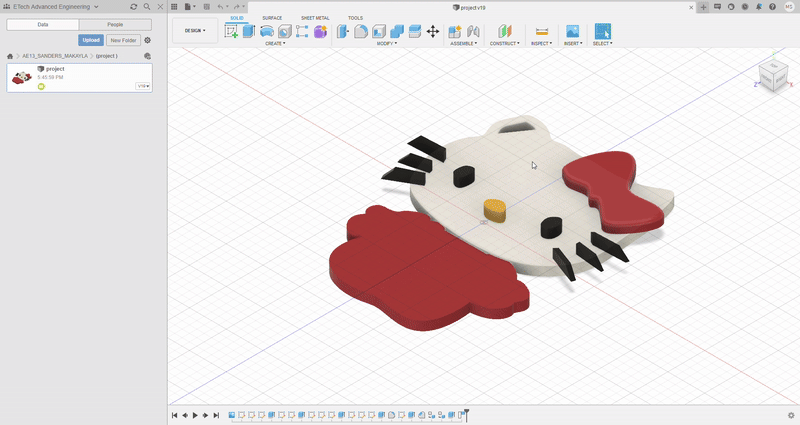 ETech Advanced Engineering
project v19
Data
People
Upload
New Folder
AE13_SANDERS_MAKAYLA
(project )
project
5:45:59 PM
V19
DESIGN
SOLID
SURFACE
SHEET METAL
TOOLS
CREATE
MODIFY
ASSEMBLE
CONSTRUCT
INSPECT
INSERT
SELECT
MS
Z
X